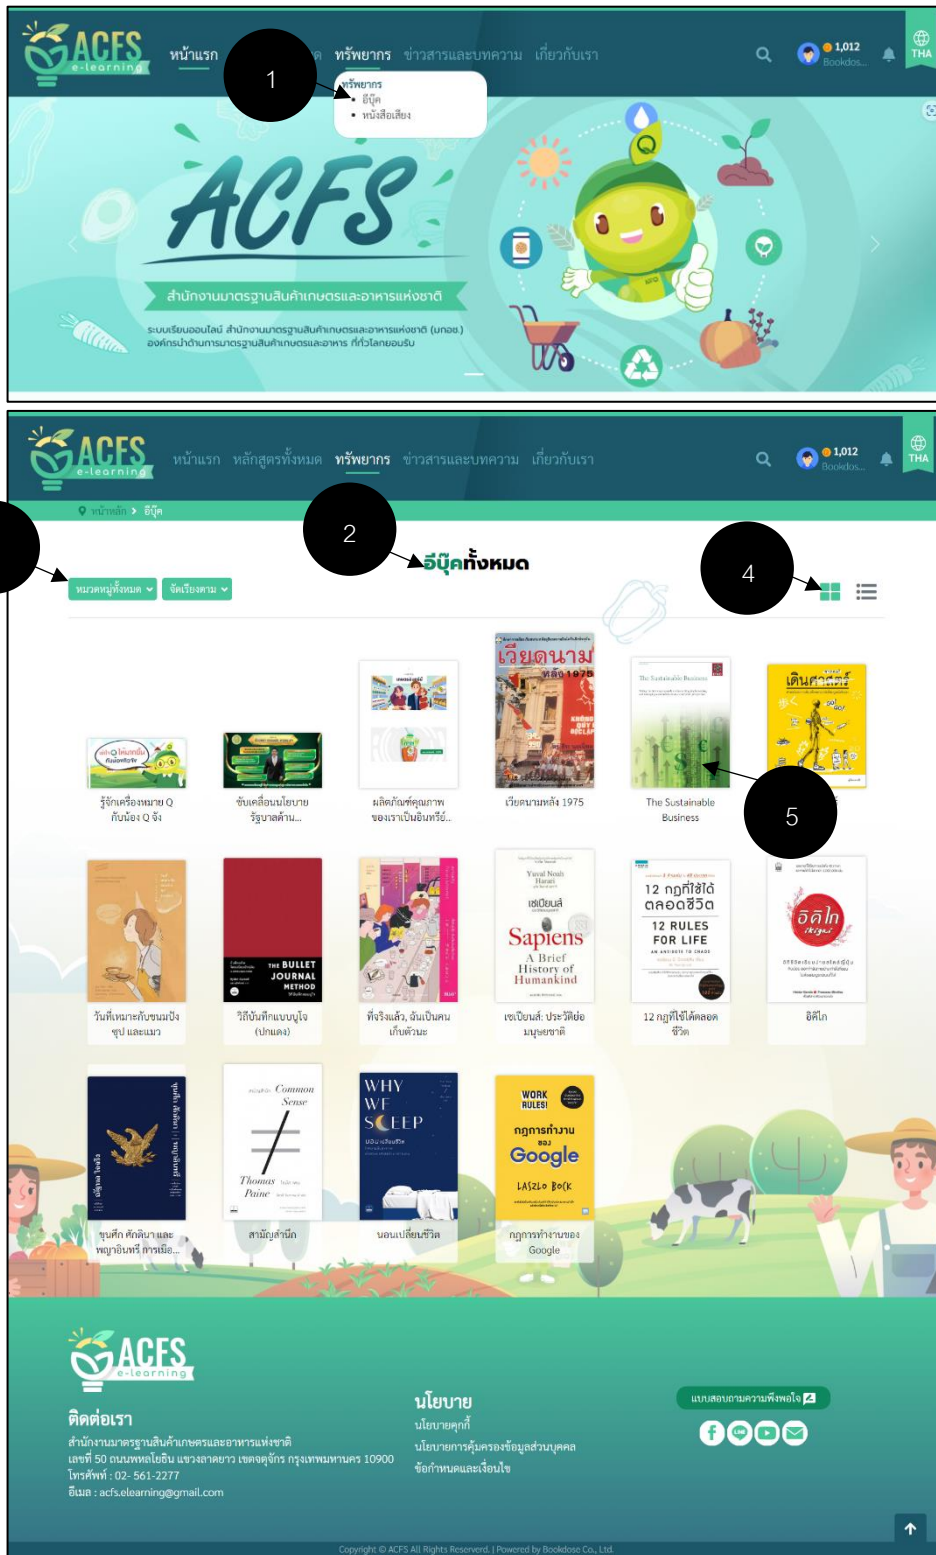 ACFS
e-learning
หน้าแรก
ทรัพยากร ข่าวสารและบทความ เกี่ยวกับเรา
1,012
Bookdos...
THA
1
ทรัพยากร
อีบุ๊ค
หนังสือเสียง
Q
ACFS
สำนักงานมาตรฐานสินค้าเกษตรและอาหารแห่งชาติ
ระบบเรียนออนไลน์ สำนักงานมาตรฐานสินค้าเกษตรและอาหารแห่งชาติ (มกอช.)
องค์กรนำด้านการมาตรฐานสินค้าเกษตรและอาหาร ที่ทั่วโลกยอมรับ
ACFS
e-learning
หน้าแรก หลักสูตรทั้งหมด ทรัพยากร ข่าวสารและบทความ เกี่ยวกับเรา
1,012
Bookdos...
THA
หน้าหลัก > อีบุ๊ค
2
อีบุ๊คทั้งหมด
4
หมวดหมู่ทั้งหมด
จัดเรียงตาม
เวียดนาม
หลัง 1975
The Sustainable Business
เดินศาสตร์
รู้จักเครื่องหมาย Q
กับน้อง Q จัง
ขับเคลื่อนนโยบาย
รัฐบาลด้าน...
ผลิตภัณฑ์คุณภาพ
ของเราเป็นอินทรีย์...
เวียดนามหลัง 1975
The Sustainable
Business
5
THE BULLET
JOURNAL
METHOD
Yuval Noah
Harari
เซเปียนส์
Sapiens
A Brief
History of
Humankind
12 กฎที่ใช้ได้
ตลอดชีวิต
12 RULES
FOR LIFE
AN ANTIDOTE TO CHAOS
อิคิไก
Ikigai
วันที่เหมาะกับขนมปัง
ซุป และแมว
วิถีบันทึกแบบบูโจ
(ปกแดง)
ที่จริงแล้ว, ฉันเป็นคน
เก็บตัวนะ
เซเปียนส์: ประวัติย่อ
มนุษยชาติ
12 กฎที่ใช้ได้ตลอด
ชีวิต
อิคิไก
Common
Sense
Thomas
Paine
WHY
WE
SLEEP
นอนเปลี่ยนชีวิต
WORK
RULES!
กฎการทำงาน
ของ
Google
LASZLO BOCK
ขุนศึก ศักดินา และ
พญาอินทรี การเมือ...
สามัญสำนึก
นอนเปลี่ยนชีวิต
กฎการทำงานของ
Google
ACFS
e-learning
ติดต่อเรา
สำนักงานมาตรฐานสินค้าเกษตรและอาหารแห่งชาติ
เลขที่ 50 ถนนพหลโยธิน แขวงลาดยาว เขตจตุจักร กรุงเทพมหานคร 10900
โทรศัพท์ : 02- 561-2277
อีเมล : acfs.elearning@gmail.com
นโยบาย
นโยบายคุกกี้
นโยบายการคุ้มครองข้อมูลส่วนบุคคล
ข้อกำหนดและเงื่อนไข
แบบสอบถามความพึงพอใจ
Copyright © ACFS All Rights Reserverd. | Powered by Bookdose Co., Ltd.